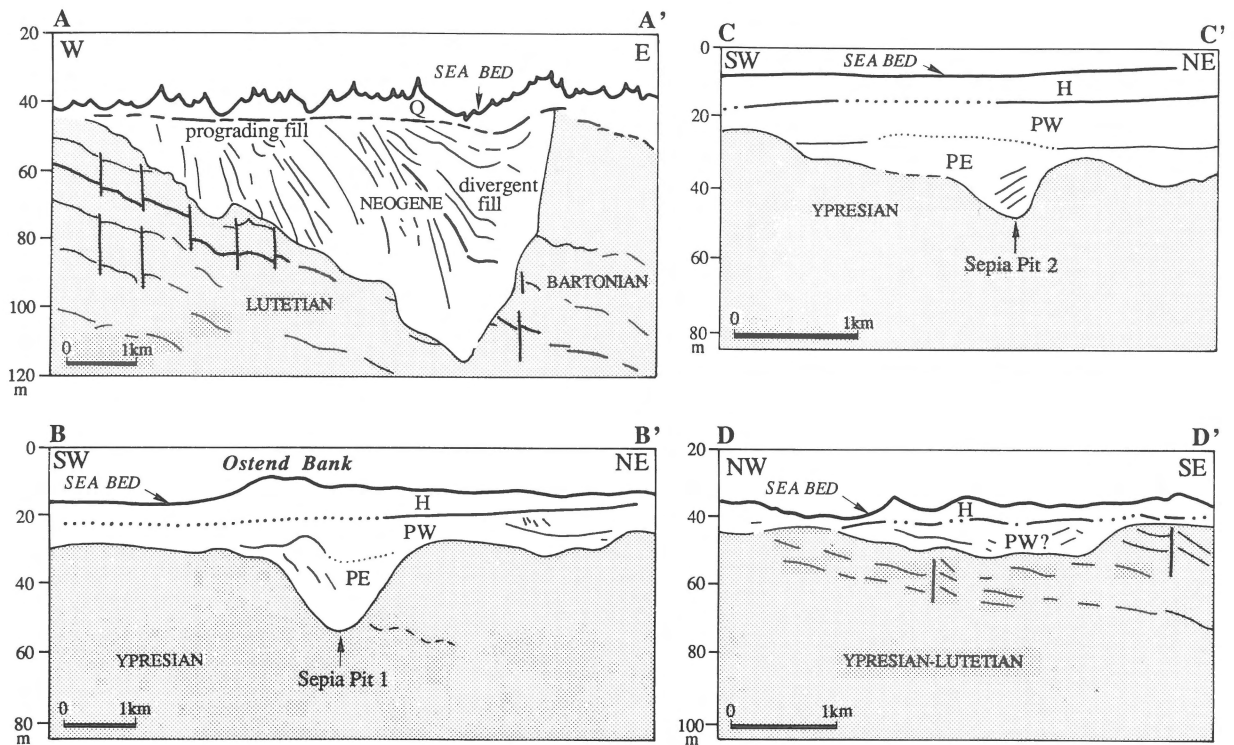 A
A'
20
W
E
SEA BED
40
Q
prograding fill
60
NEOGENE
divergent
fill
80
BARTONIAN
LUTETIAN
100
0
1km
120
m
C
C'
0
SW
SEA BED
NE
H
20
PW
PE
40
YPRESIAN
Sepia Pit 2
60
0
1km
80
m
B
B'
0
SW
Ostend Bank
NE
SEA BED
H
20
PW
PE
40
60
YPRESIAN
Sepia Pit 1
0
1km
80
m
D
D'
20
NW
SE
SEA BED
H
40
PW?
60
80
YPRESIAN-LUTETIAN
0
1km
100
m